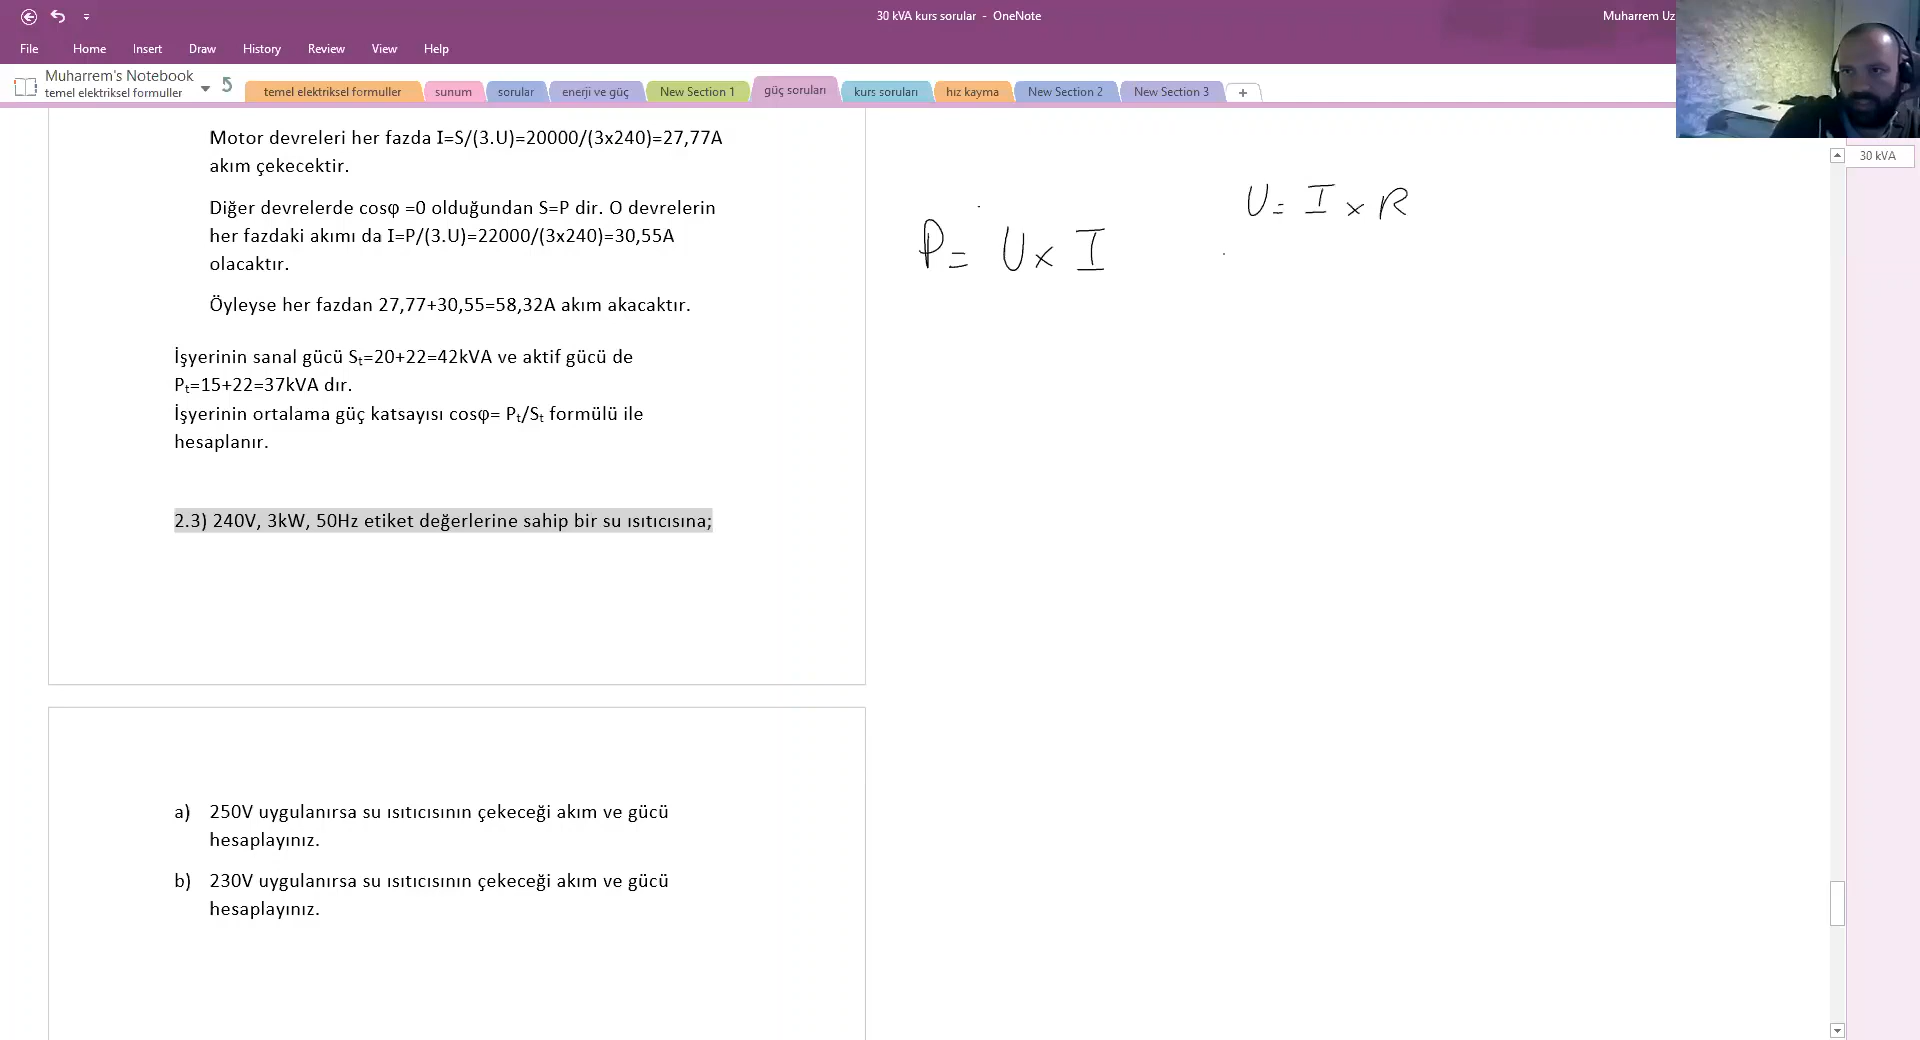 30 kVA kurs sorular - OneNote
Muharrem Uz
File Home Insert Draw History Review View Help
Muharrem's Notebook
temel elektriksel formuller
temel elektriksel formuller sunum sorular enerji ve güç New Section 1 güç soruları kurs soruları hız kayma New Section 2 New Section 3 +
30 kVA
Motor devreleri her fazda I=S/(3.U)=20000/(3x240)=27,77A
akım çekecektir.
Diğer devrelerde cosφ =0 olduğundan S=P dir. O devrelerin
her fazdaki akımı da I=P/(3.U)=22000/(3x240)=30,55A
olacaktır.
Öyleyse her fazdan 27,77+30,55=58,32A akım akacaktır.
İşyerinin sanal gücü Sₜ=20+22=42kVA ve aktif gücü de
Pₜ=15+22=37kVA dır.
İşyerinin ortalama güç katsayısı cosφ= Pₜ/Sₜ formülü ile
hesaplanır.
2.3) 240V, 3kW, 50Hz etiket değerlerine sahip bir su ısıtıcısına;
a) 250V uygulanırsa su ısıtıcısının çekeceği akım ve gücü
hesaplayınız.
b) 230V uygulanırsa su ısıtıcısının çekeceği akım ve gücü
hesaplayınız.
U= I x R
P= U x I